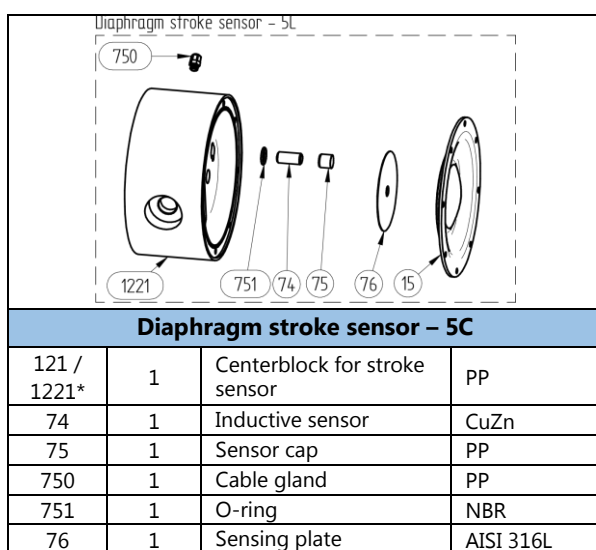 Diaphragm stroke sensor - 5L
750
1221
751 74 75 76 15
Diaphragm stroke sensor – 5C
121 / 1221* 1 Centerblock for stroke sensor PP
74 1 Inductive sensor CuZn
75 1 Sensor cap PP
750 1 Cable gland PP
751 1 O-ring NBR
76 1 Sensing plate AISI 316L